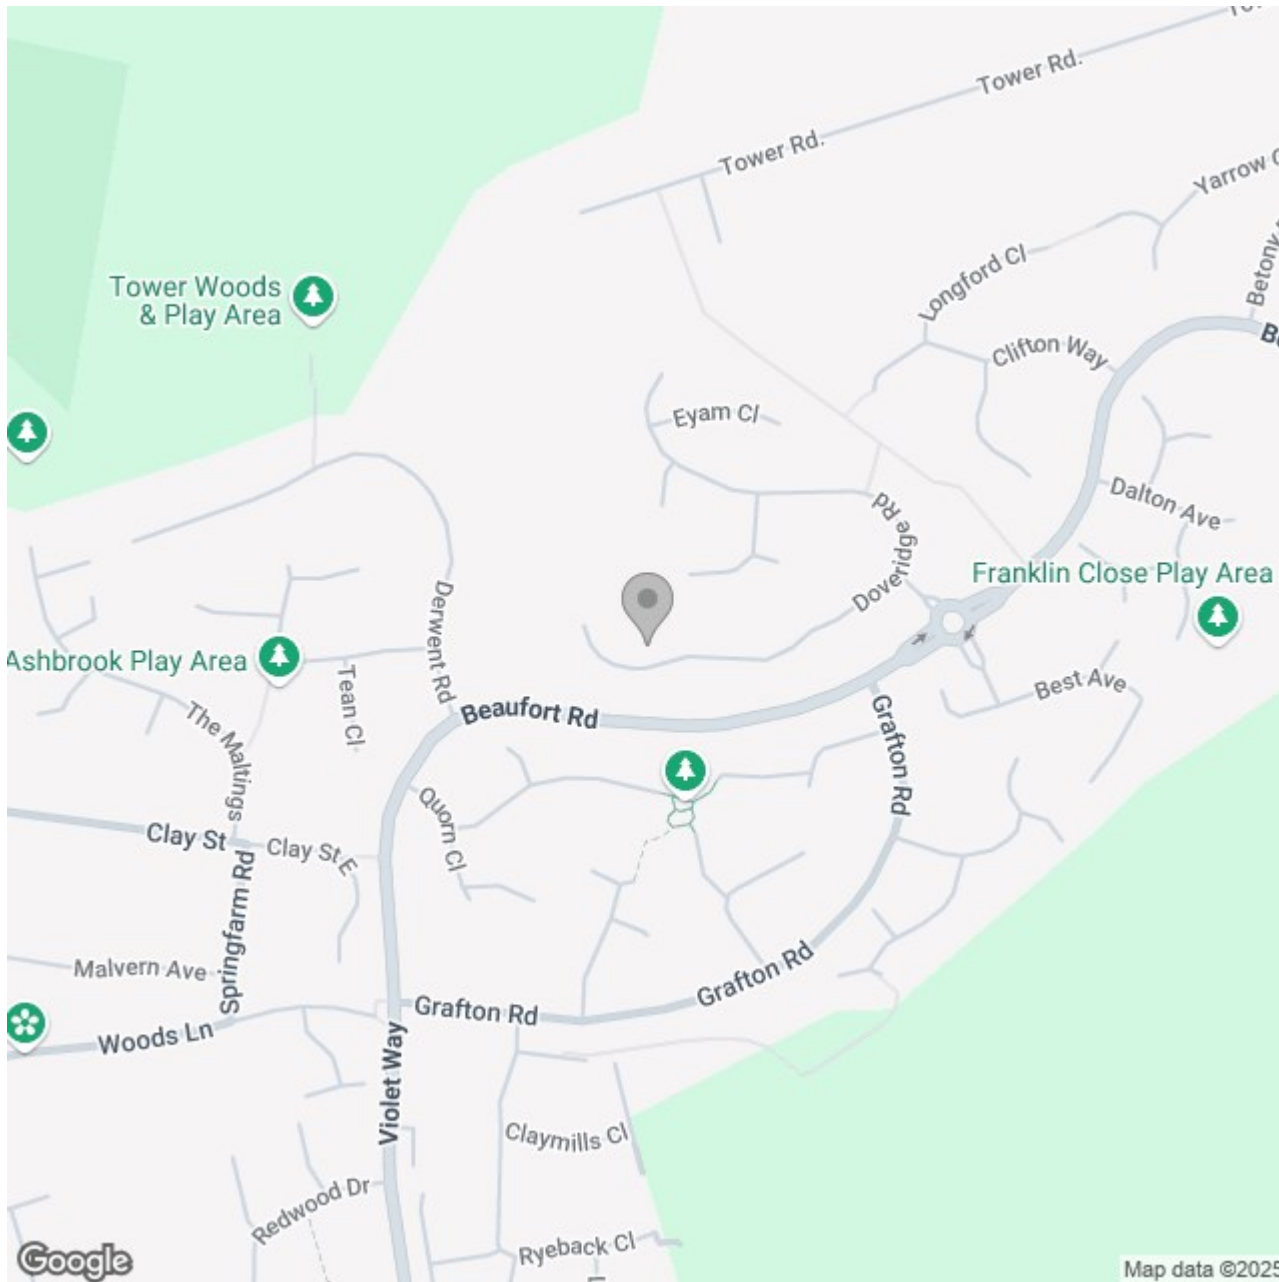 Tower Rd.
Tower Rd.
Yarrow
Longford Cl
Betony
Tower Woods
& Play Area
Clifton Way
Eyam Cl
Dalton Ave
Doveridge Rd
Franklin Close Play Area
Derwent Rd
Ashbrook Play Area
Tean Cl
Best Ave
Beaufort Rd
The Maltings
Grafton Rd
Quorn Cl
Clay St
Clay St E
Springfarm Rd
Malvern Ave
Grafton Rd
Grafton Rd
Woods Ln
Violet Way
Claymills Cl
Redwood Dr
Ryeback Cl
Google
Map data ©2025